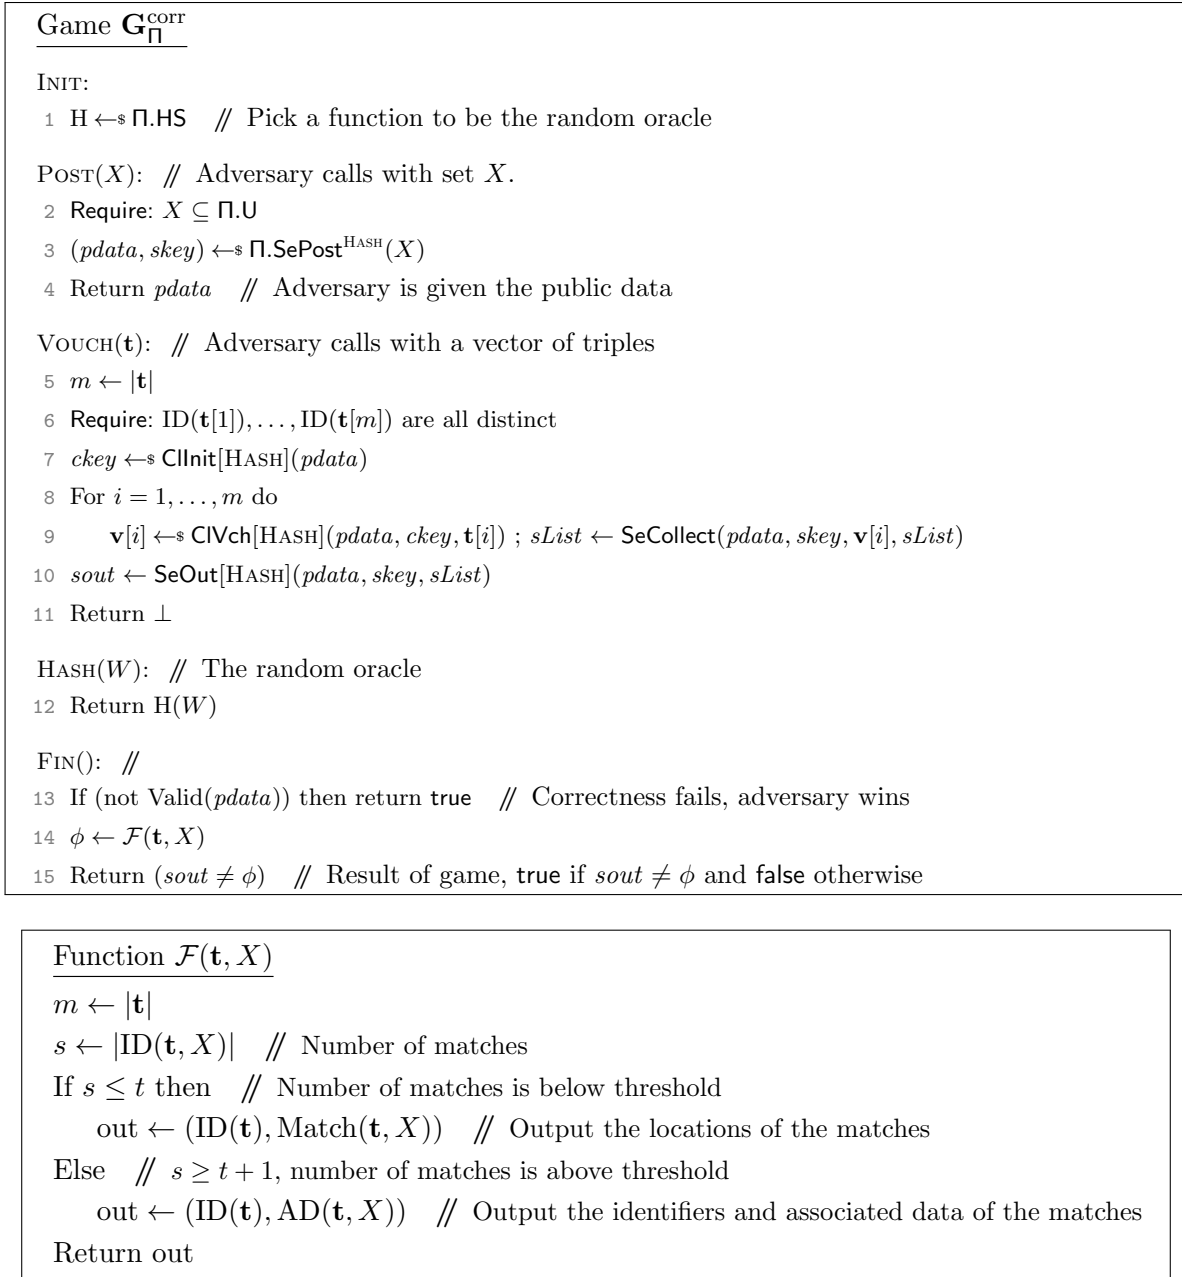 Game G^corr_Π
INIT:
1 H ←$ Π.HS // Pick a function to be the random oracle
POST(X): // Adversary calls with set X.
2 Require: X ⊆ Π.U
3 (pdata, skey) ←$ Π.SePost^HASH(X)
4 Return pdata // Adversary is given the public data
VOUCH(t): // Adversary calls with a vector of triples
5 m ← |t|
6 Require: ID(t[1]), . . . , ID(t[m]) are all distinct
7 ckey ←$ ClInit[HASH](pdata)
8 For i = 1, . . . , m do
9 v[i] ←$ ClVch[HASH](pdata, ckey, t[i]) ; sList ← SeCollect(pdata, skey, v[i], sList)
10 sout ← SeOut[HASH](pdata, skey, sList)
11 Return ⊥
HASH(W): // The random oracle
12 Return H(W)
FIN(): //
13 If (not Valid(pdata)) then return true // Correctness fails, adversary wins
14 ϕ ← F(t, X)
15 Return (sout ≠ ϕ) // Result of game, true if sout ≠ ϕ and false otherwise
Function F(t, X)
m ← |t|
s ← |ID(t, X)| // Number of matches
If s ≤ t then // Number of matches is below threshold
out ← (ID(t), Match(t, X)) // Output the locations of the matches
Else // s ≥ t + 1, number of matches is above threshold
out ← (ID(t), AD(t, X)) // Output the identifiers and associated data of the matches
Return out